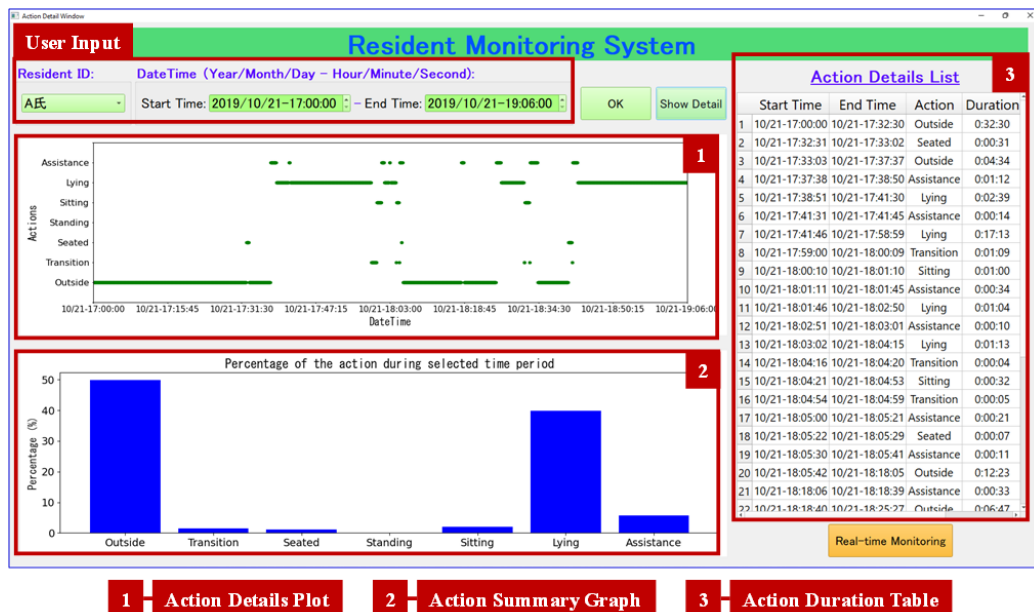 Action Detail Window
User Input
Resident Monitoring System
Resident ID:
DateTime (Year/Month/Day - Hour/Minute/Second):
A氏
Start Time: 2019/10/21-17:00:00 - End Time: 2019/10/21-19:06:00
OK
Show Detail
1
Assistance
Lying
Sitting
Standing
Seated
Transition
Outside
Actions
10/21-17:00:00 10/21-17:15:45 10/21-17:31:30 10/21-17:47:15 10/21-18:03:00 10/21-18:18:45 10/21-18:34:30 10/21-18:50:15 10/21-19:06:00
DateTime
2
Percentage of the action during selected time period
50
40
30
20
10
0
Percentage (%)
Outside Transition Seated Standing Sitting Lying Assistance
3
Action Details List
Start Time End Time Action Duration
1 10/21-17:00:00 10/21-17:32:30 Outside 0:32:30
2 10/21-17:32:31 10/21-17:33:02 Seated 0:00:31
3 10/21-17:33:03 10/21-17:37:37 Outside 0:04:34
4 10/21-17:37:38 10/21-17:38:50 Assistance 0:01:12
5 10/21-17:38:51 10/21-17:41:30 Lying 0:02:39
6 10/21-17:41:31 10/21-17:41:45 Assistance 0:00:14
7 10/21-17:41:46 10/21-17:58:59 Lying 0:17:13
8 10/21-17:59:00 10/21-18:00:09 Transition 0:01:09
9 10/21-18:00:10 10/21-18:01:10 Sitting 0:01:00
10 10/21-18:01:11 10/21-18:01:45 Assistance 0:00:34
11 10/21-18:01:46 10/21-18:02:50 Lying 0:01:04
12 10/21-18:02:51 10/21-18:03:01 Assistance 0:00:10
13 10/21-18:03:02 10/21-18:04:15 Lying 0:01:13
14 10/21-18:04:16 10/21-18:04:20 Transition 0:00:04
15 10/21-18:04:21 10/21-18:04:53 Sitting 0:00:32
16 10/21-18:04:54 10/21-18:04:59 Transition 0:00:05
17 10/21-18:05:00 10/21-18:05:21 Assistance 0:00:21
18 10/21-18:05:22 10/21-18:05:29 Seated 0:00:07
19 10/21-18:05:30 10/21-18:05:41 Assistance 0:00:11
20 10/21-18:05:42 10/21-18:18:05 Outside 0:12:23
21 10/21-18:18:06 10/21-18:18:39 Assistance 0:00:33
22 10/21-18:18:40 10/21-18:25:27 Outside 0:06:47
Real-time Monitoring
1 Action Details Plot 2 Action Summary Graph 3 Action Duration Table